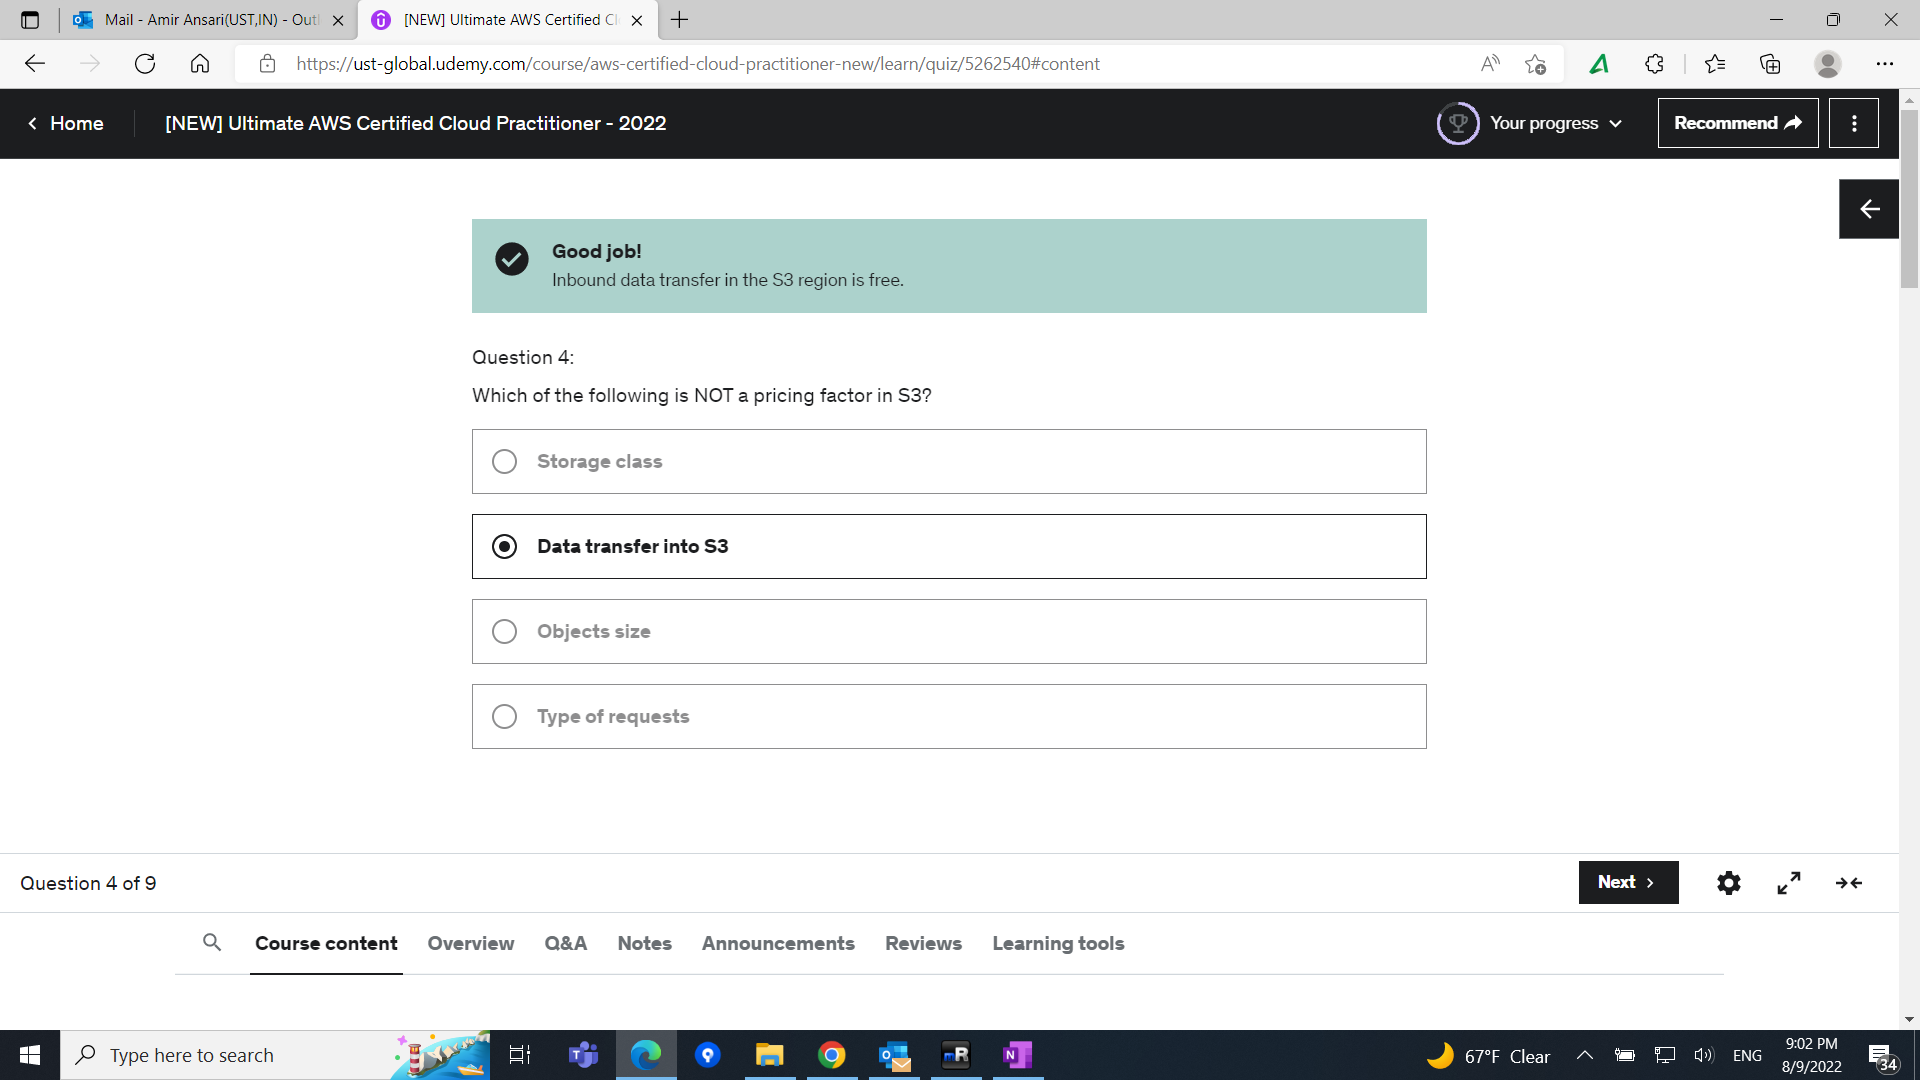 Mail - Amir Ansari(UST,IN) - Out
[NEW] Ultimate AWS Certified Cl
https://ust-global.udemy.com/course/aws-certified-cloud-practitioner-new/learn/quiz/5262540#content
Home
[NEW] Ultimate AWS Certified Cloud Practitioner - 2022
Your progress
Recommend
Good job!
Inbound data transfer in the S3 region is free.
Question 4:
Which of the following is NOT a pricing factor in S3?
Storage class
Data transfer into S3
Objects size
Type of requests
Question 4 of 9
Next
Course content
Overview
Q&A
Notes
Announcements
Reviews
Learning tools
Type here to search
67°F Clear
ENG
9:02 PM
8/9/2022
34